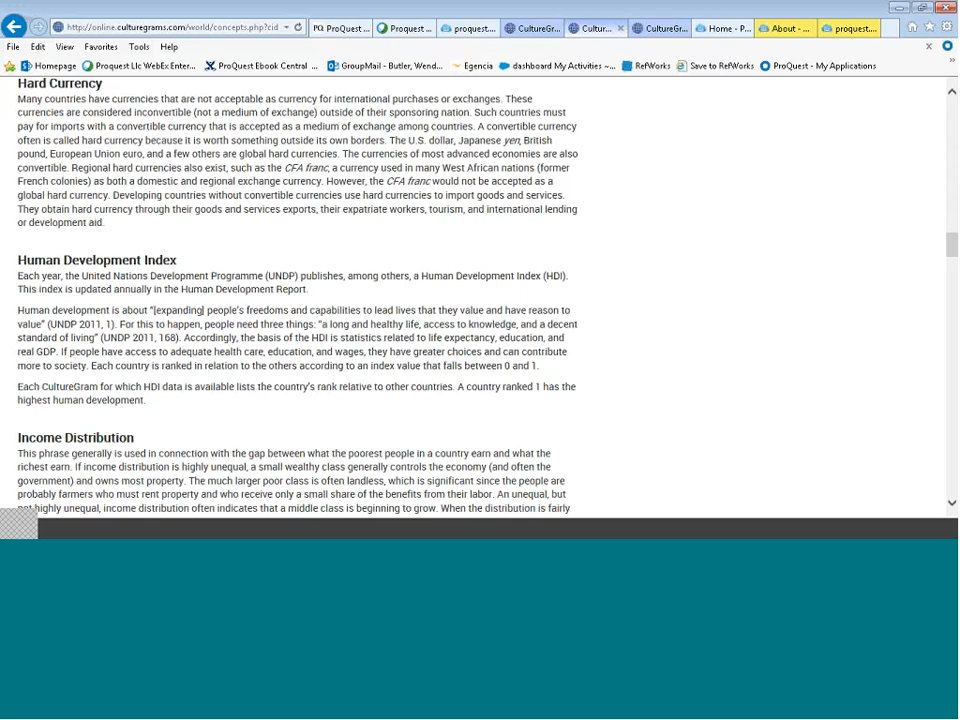 http://online.culturegrams.com/world/concepts.php?cid
PQ ProQuest ...
Proquest ...
proquest....
CultureGr...
Cultur...
CultureGr...
Home - P...
About - ...
proquest....
File Edit View Favorites Tools Help
Homepage
Proquest Llc WebEx Enter...
ProQuest Ebook Central ...
GroupMail - Butler, Wend...
Egencia
dashboard My Activities ~...
RefWorks
Save to RefWorks
ProQuest - My Applications
Hard Currency
Many countries have currencies that are not acceptable as currency for international purchases or exchanges. These
currencies are considered inconvertible (not a medium of exchange) outside of their sponsoring nation. Such countries must
pay for imports with a convertible currency that is accepted as a medium of exchange among countries. A convertible currency
often is called hard currency because it is worth something outside its own borders. The U.S. dollar, Japanese yen, British
pound, European Union euro, and a few others are global hard currencies. The currencies of most advanced economies are also
convertible. Regional hard currencies also exist, such as the CFA franc, a currency used in many West African nations (former
French colonies) as both a domestic and regional exchange currency. However, the CFA franc would not be accepted as a
global hard currency. Developing countries without convertible currencies use hard currencies to import goods and services.
They obtain hard currency through their goods and services exports, their expatriate workers, tourism, and international lending
or development aid.
Human Development Index
Each year, the United Nations Development Programme (UNDP) publishes, among others, a Human Development Index (HDI).
This index is updated annually in the Human Development Report.
Human development is about “[expanding] people’s freedoms and capabilities to lead lives that they value and have reason to
value” (UNDP 2011, 1). For this to happen, people need three things: “a long and healthy life, access to knowledge, and a decent
standard of living” (UNDP 2011, 168). Accordingly, the basis of the HDI is statistics related to life expectancy, education, and
real GDP. If people have access to adequate health care, education, and wages, they have greater choices and can contribute
more to society. Each country is ranked in relation to the others according to an index value that falls between 0 and 1.
Each CultureGram for which HDI data is available lists the country’s rank relative to other countries. A country ranked 1 has the
highest human development.
Income Distribution
This phrase generally is used in connection with the gap between what the poorest people in a country earn and what the
richest earn. If income distribution is highly unequal, a small wealthy class generally controls the economy (and often the
government) and owns most property. The much larger poor class is often landless, which is significant since the people are
probably farmers who must rent property and who receive only a small share of the benefits from their labor. An unequal, but
not highly unequal, income distribution often indicates that a middle class is beginning to grow. When the distribution is fairly